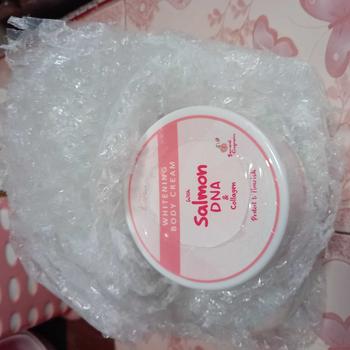 WHITENING
BODY CREAM
with
Salmon
DNA
&
Collagen
Protect & Nourish